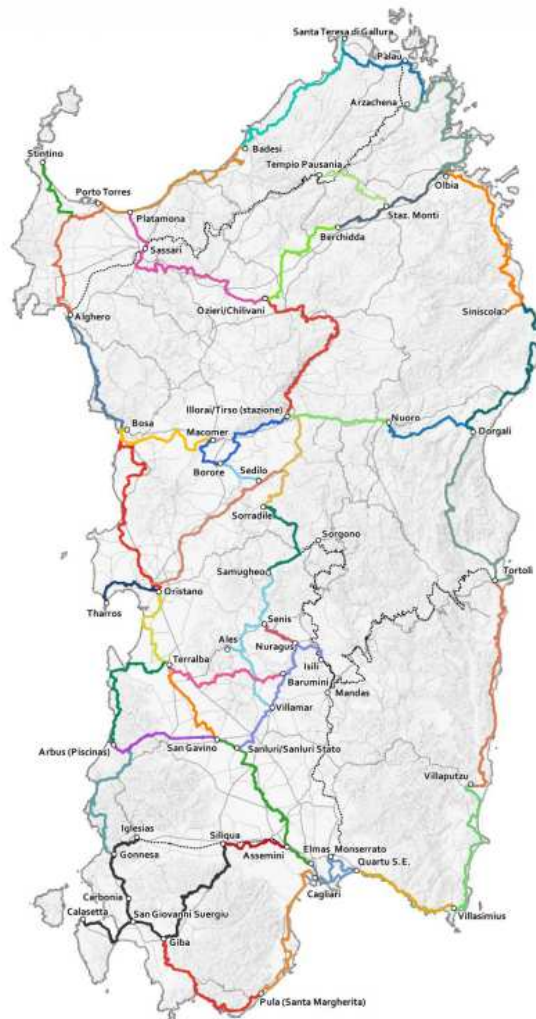 Santa Teresa di Gallura
Palau
Arzachena
Stintino
Badesi
Tempio Pausania
Olbia
Porto Torres
Platamona
Staz. Monti
Berchidda
Sassari
Ozieri/Chilivani
Siniscola
Alghero
Illorai/Tirso (stazione)
Nuoro
Bosa
Macomer
Dorgali
Borore
Sedilo
Sorradile
Sorgono
Samugheo
Tortolì
Oristano
Tharros
Senis
Ales
Nuragus
Terralba
Isili
Barumini
Mandas
Villamar
Arbus (Piscinas)
San Gavino
Sanluri/Sanluri Stato
Villaputzu
Iglesias
Siliqua
Elmas
Monserrato
Gonnesa
Assemini
Quartu S.E.
Cagliari
Carbonia
Calasetta
San Giovanni Suergiu
Villasimius
Giba
Pula (Santa Margherita)